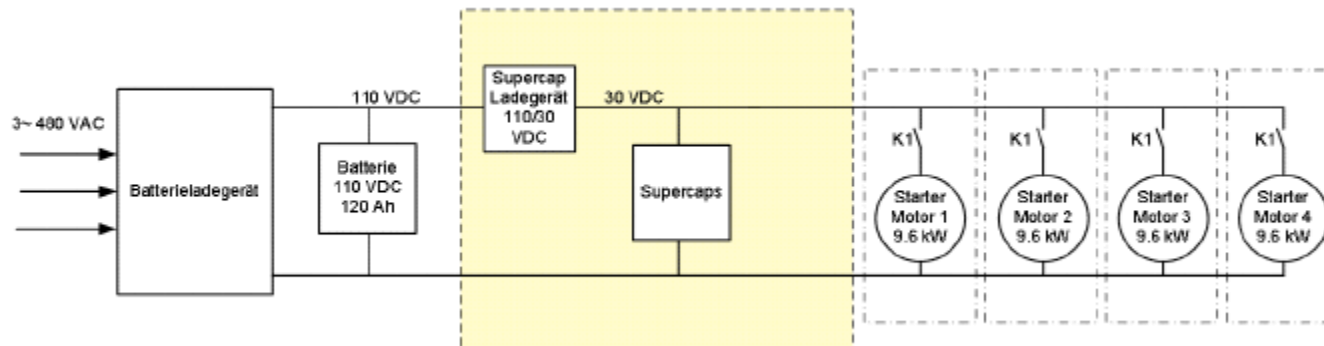 3~ 480 VAC
Batterieladegerät
110 VDC
Batterie
110 VDC
120 Ah
Supercap
Ladegerät
110/30
VDC
30 VDC
Supercaps
K1
Starter
Motor 1
9.6 kW
K1
Starter
Motor 2
9.6 kW
K1
Starter
Motor 3
9.6 kW
K1
Starter
Motor 4
9.6 kW